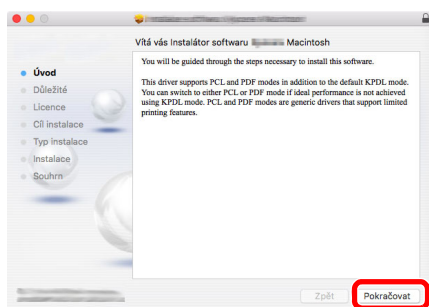 Vítá vás Instalátor softwaru Macintosh
You will be guided through the steps necessary to install this software.
This driver supports PCL and PDF modes in addition to the default KPDL mode.
You can switch to either PCL or PDF mode if ideal performance is not achieved
using KPDL mode. PCL and PDF modes are generic drivers that support limited
printing features.
Úvod
Důležité
Licence
Cíl instalace
Typ instalace
Instalace
Souhrn
Zpět
Pokračovat